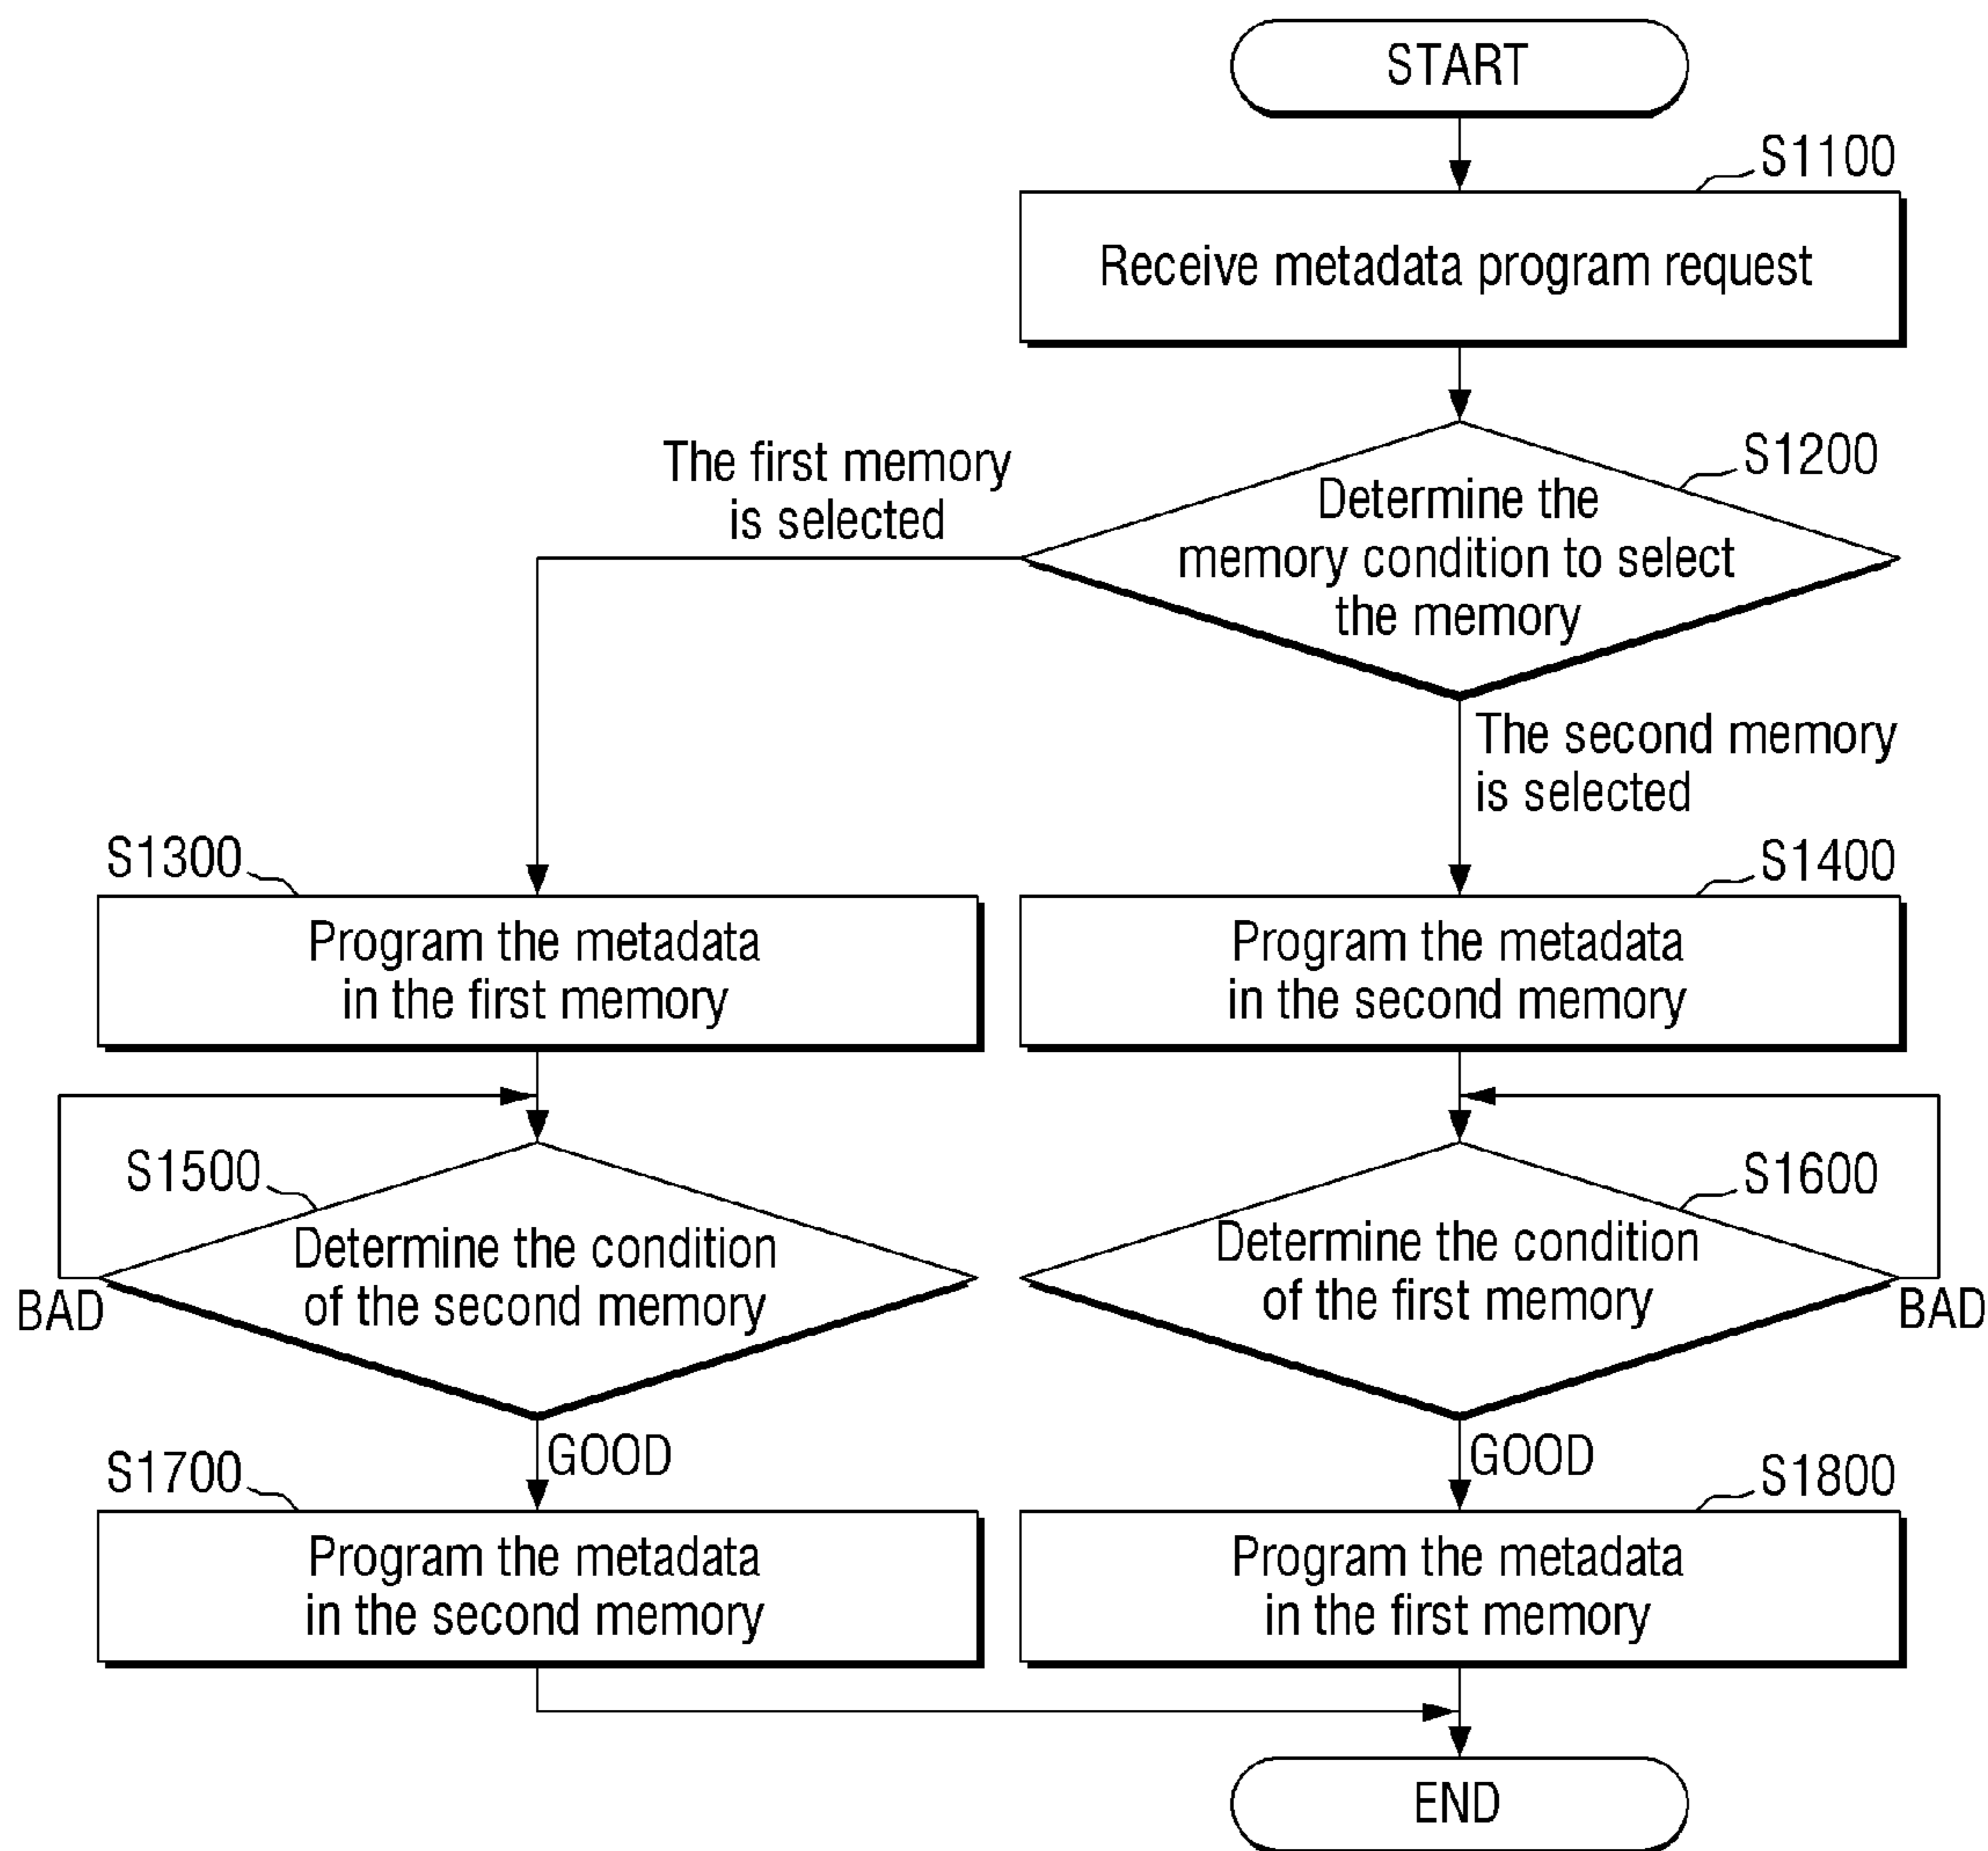 START
S1100
Receive metadata program request
The first memory
is selected
S1200
Determine the
memory condition to select
the memory
The second memory
is selected
S1300
Program the metadata
in the first memory
S1400
Program the metadata
in the second memory
S1500
Determine the condition
of the second memory
BAD
S1600
Determine the condition
of the first memory
BAD
GOOD
GOOD
S1700
Program the metadata
in the second memory
S1800
Program the metadata
in the first memory
END